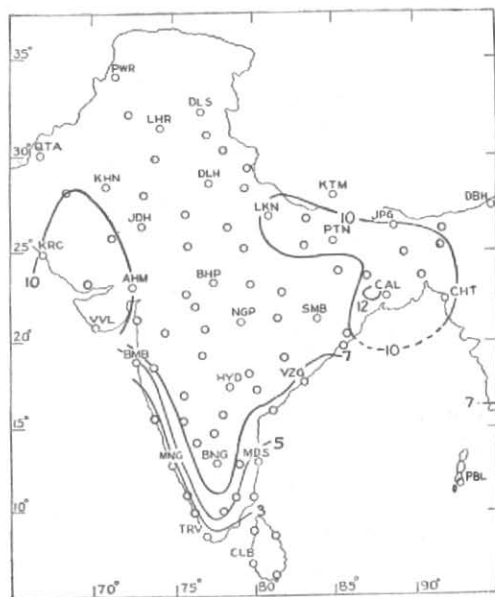 35°
PWR
DLS
LHR
30°
QTA
KHN
DLH
KTM
DBH
LKN
10
JPG
JDH
PTN
25°
KRC
10
AHM
BHP
CAL
12
CHT
NGP
SMB
VVL
20°
10
7
BMB
VZG
HYD
7
15°
5
MNG
BNG
MDS
PBL
10°
3
TRV
CLB
70°
75°
80°
85°
90°